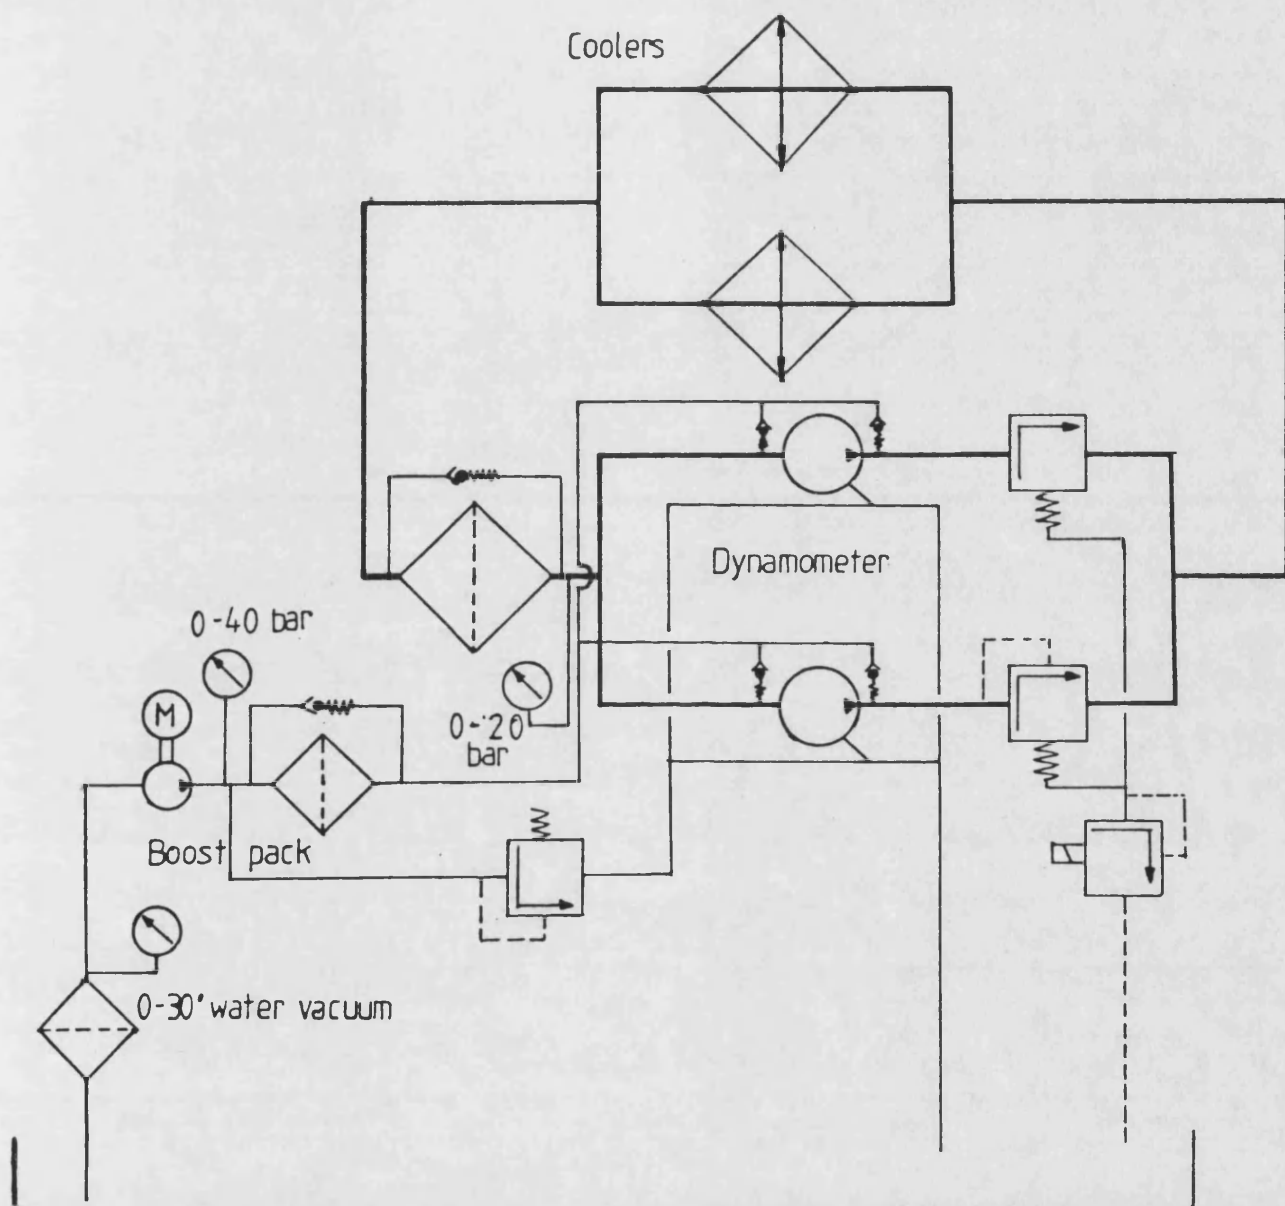 Coolers
Dynamometer
0-40 bar
M
0-20
bar
Boost pack
0-30" water vacuum